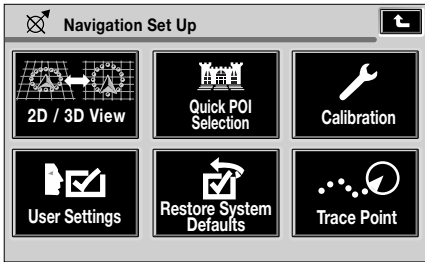 Navigation Set Up
2D / 3D View
Quick POI
Selection
Calibration
User Settings
Restore System
Defaults
Trace Point